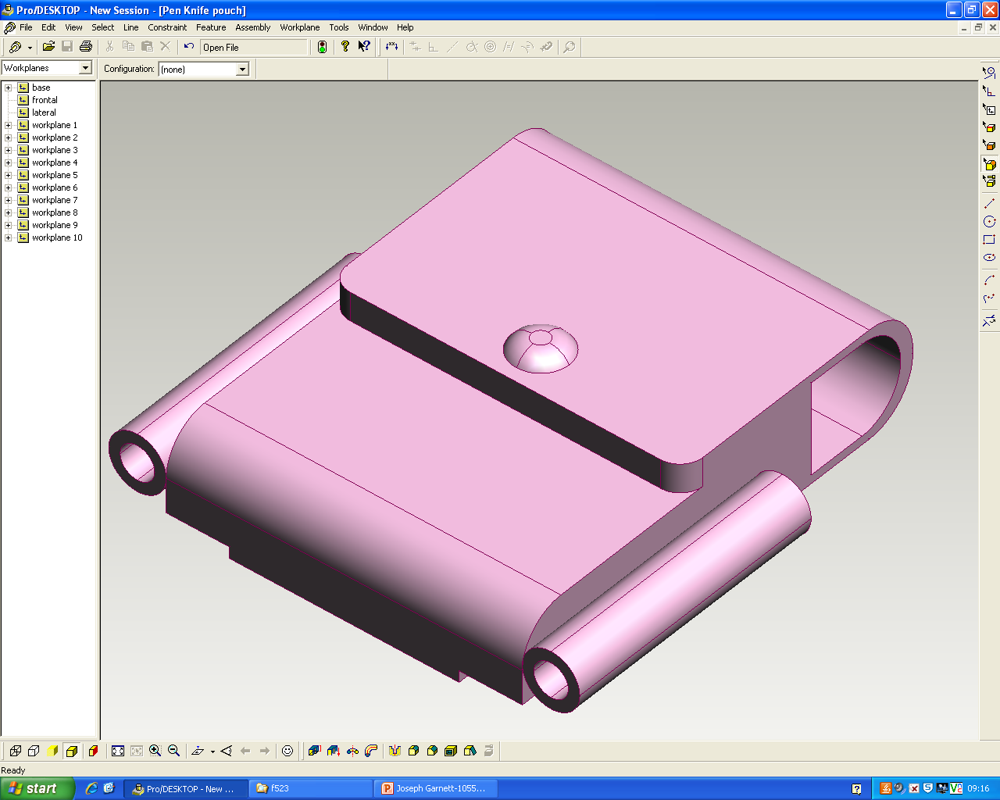 Pro/DESKTOP - New Session - [Pen Knife pouch]
File Edit View Select Line Constraint Feature Assembly Workplane Tools Window Help
Open File
Workplanes
Configuration: (none)
base
frontal
lateral
workplane 1
workplane 2
workplane 3
workplane 4
workplane 5
workplane 6
workplane 7
workplane 8
workplane 9
workplane 10
Ready
start Pro/DESKTOP - New ... f523 Joseph Garnett-1055... 09:16